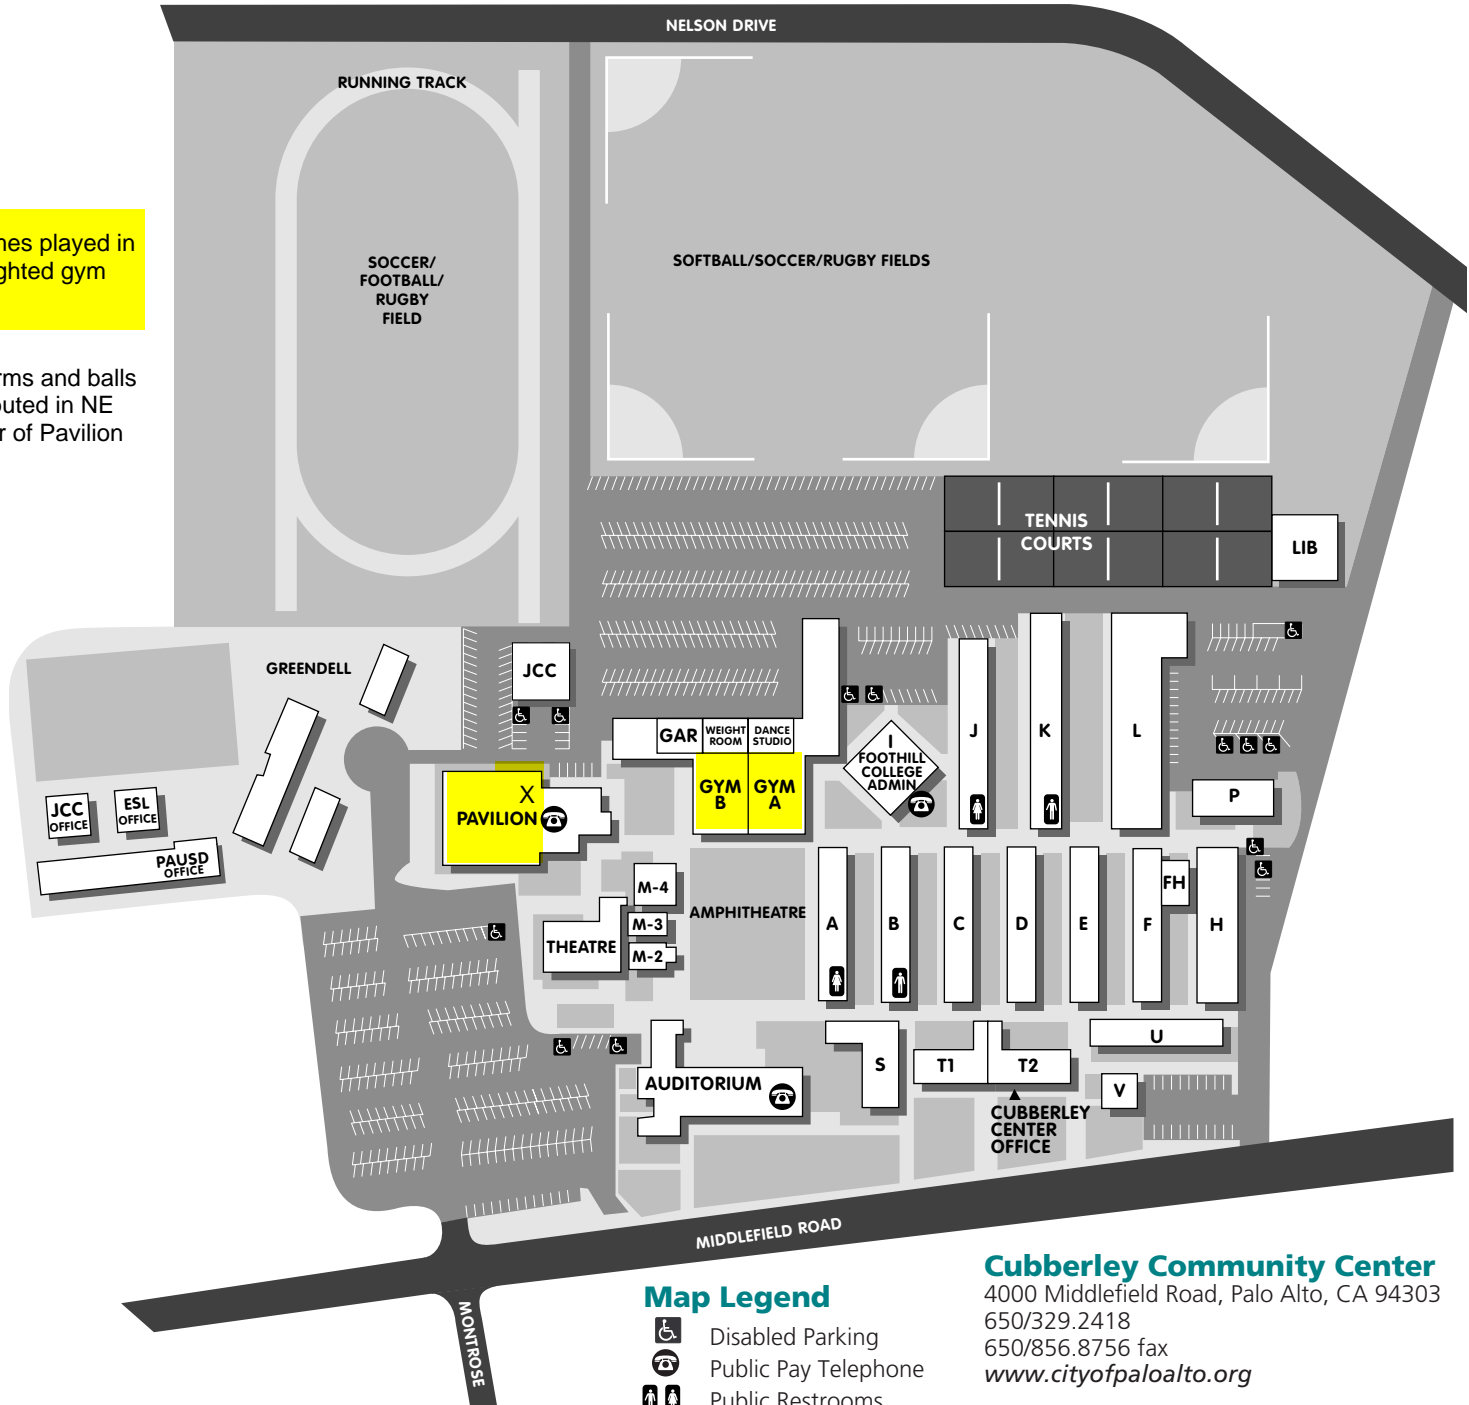 NELSON DRIVE
RUNNING TRACK
SOCCER/
FOOTBALL/
RUGBY
FIELD
SOFTBALL/SOCCER/RUGBY FIELDS
played in
gym
and balls
in NE
of Pavilion
TENNIS
COURTS
LIB
GREENDELL
JCC
GAR
WEIGHT
ROOM
DANCE
STUDIO
GYM
B
GYM
A
I
FOOTHILL
COLLEGE
ADMIN
J
K
L
P
X
PAVILION
JCC
OFFICE
ESL
OFFICE
PAUSD
OFFICE
M-4
M-3
M-2
THEATRE
AMPHITHEATRE
A
B
C
D
E
F
FH
H
U
S
T1
T2
V
AUDITORIUM
CUBBERLEY
CENTER
OFFICE
MIDDLEFIELD ROAD
MONTROSE
Map Legend
Disabled Parking
Public Pay Telephone
Public Restrooms
Cubberley Community Center
4000 Middlefield Road, Palo Alto, CA 94303
650/329.2418
650/856.8756 fax
www.cityofpaloalto.org